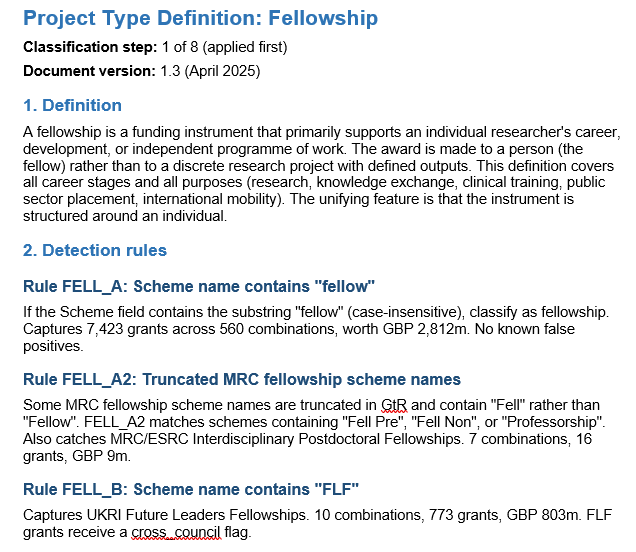 Project Type Definition: Fellowship
Classification step: 1 of 8 (applied first)
Document version: 1.3 (April 2025)
1. Definition
A fellowship is a funding instrument that primarily supports an individual researcher's career,
development, or independent programme of work. The award is made to a person (the
fellow) rather than to a discrete research project with defined outputs. This definition covers
all career stages and all purposes (research, knowledge exchange, clinical training, public
sector placement, international mobility). The unifying feature is that the instrument is
structured around an individual.
2. Detection rules
Rule FELL_A: Scheme name contains "fellow"
If the Scheme field contains the substring "fellow" (case-insensitive), classify as fellowship.
Captures 7,423 grants across 560 combinations, worth GBP 2,812m. No known false
positives.
Rule FELL_A2: Truncated MRC fellowship scheme names
Some MRC fellowship scheme names are truncated in GtR and contain "Fell" rather than
"Fellow". FELL_A2 matches schemes containing "Fell Pre", "Fell Non", or "Professorship".
Also catches MRC/ESRC Interdisciplinary Postdoctoral Fellowships. 7 combinations, 16
grants, GBP 9m.
Rule FELL_B: Scheme name contains "FLF"
Captures UKRI Future Leaders Fellowships. 10 combinations, 773 grants, GBP 803m. FLF
grants receive a cross_council flag.